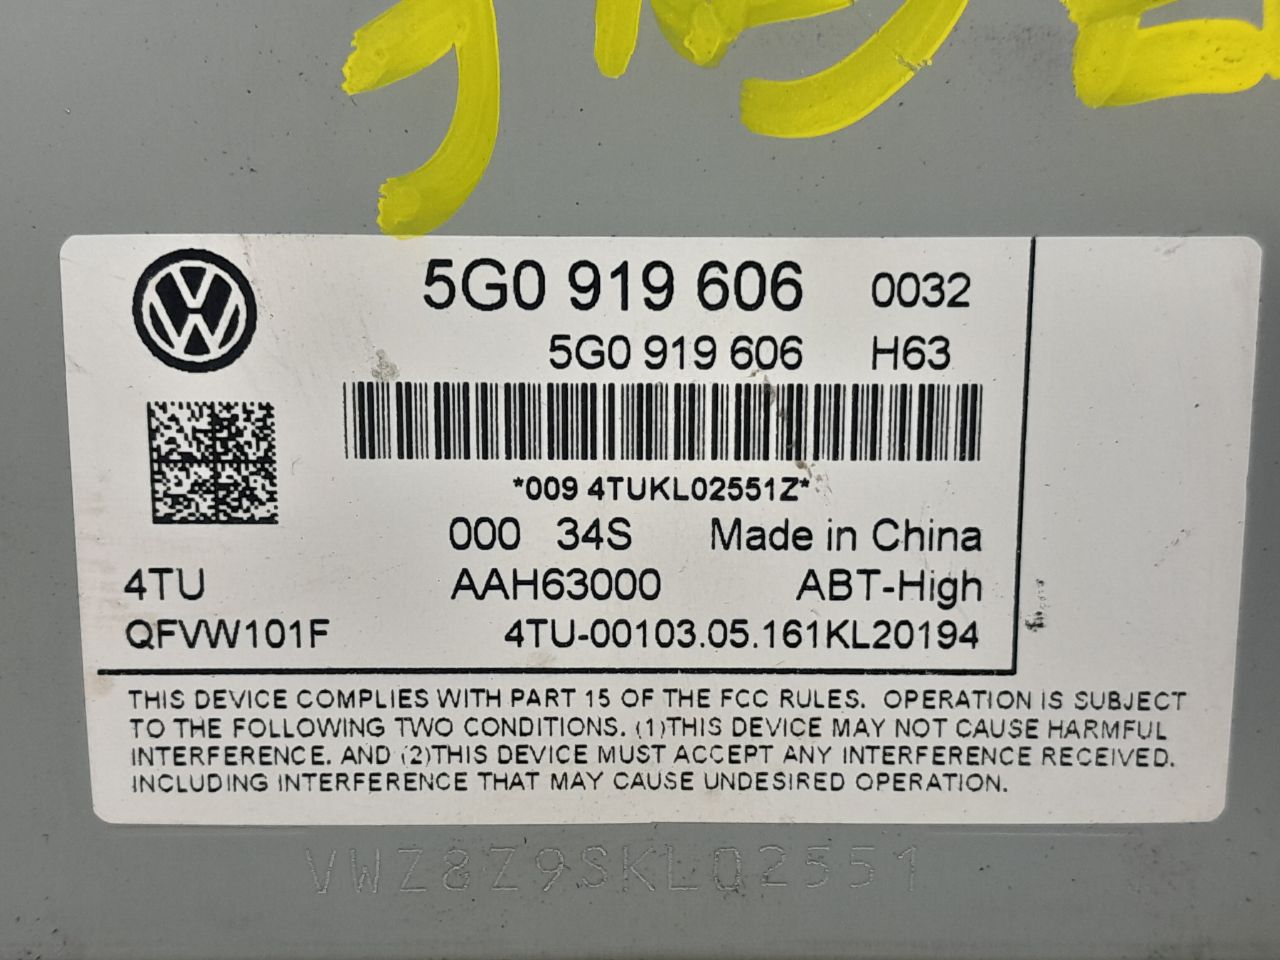 5G0 919 606 0032
5G0 919 606 H63
*009 4TUKL02551Z*
000 34S Made in China
4TU AAH63000 ABT-High
QFVW101F 4TU-00103.05.161KL20194
THIS DEVICE COMPLIES WITH PART 15 OF THE FCC RULES. OPERATION IS SUBJECT
TO THE FOLLOWING TWO CONDITIONS. (1)THIS DEVICE MAY NOT CAUSE HARMFUL
INTERFERENCE. AND (2)THIS DEVICE MUST ACCEPT ANY INTERFERENCE RECEIVED.
INCLUDING INTERFERENCE THAT MAY CAUSE UNDESIRED OPERATION.
VWZ8Z9SKL02551